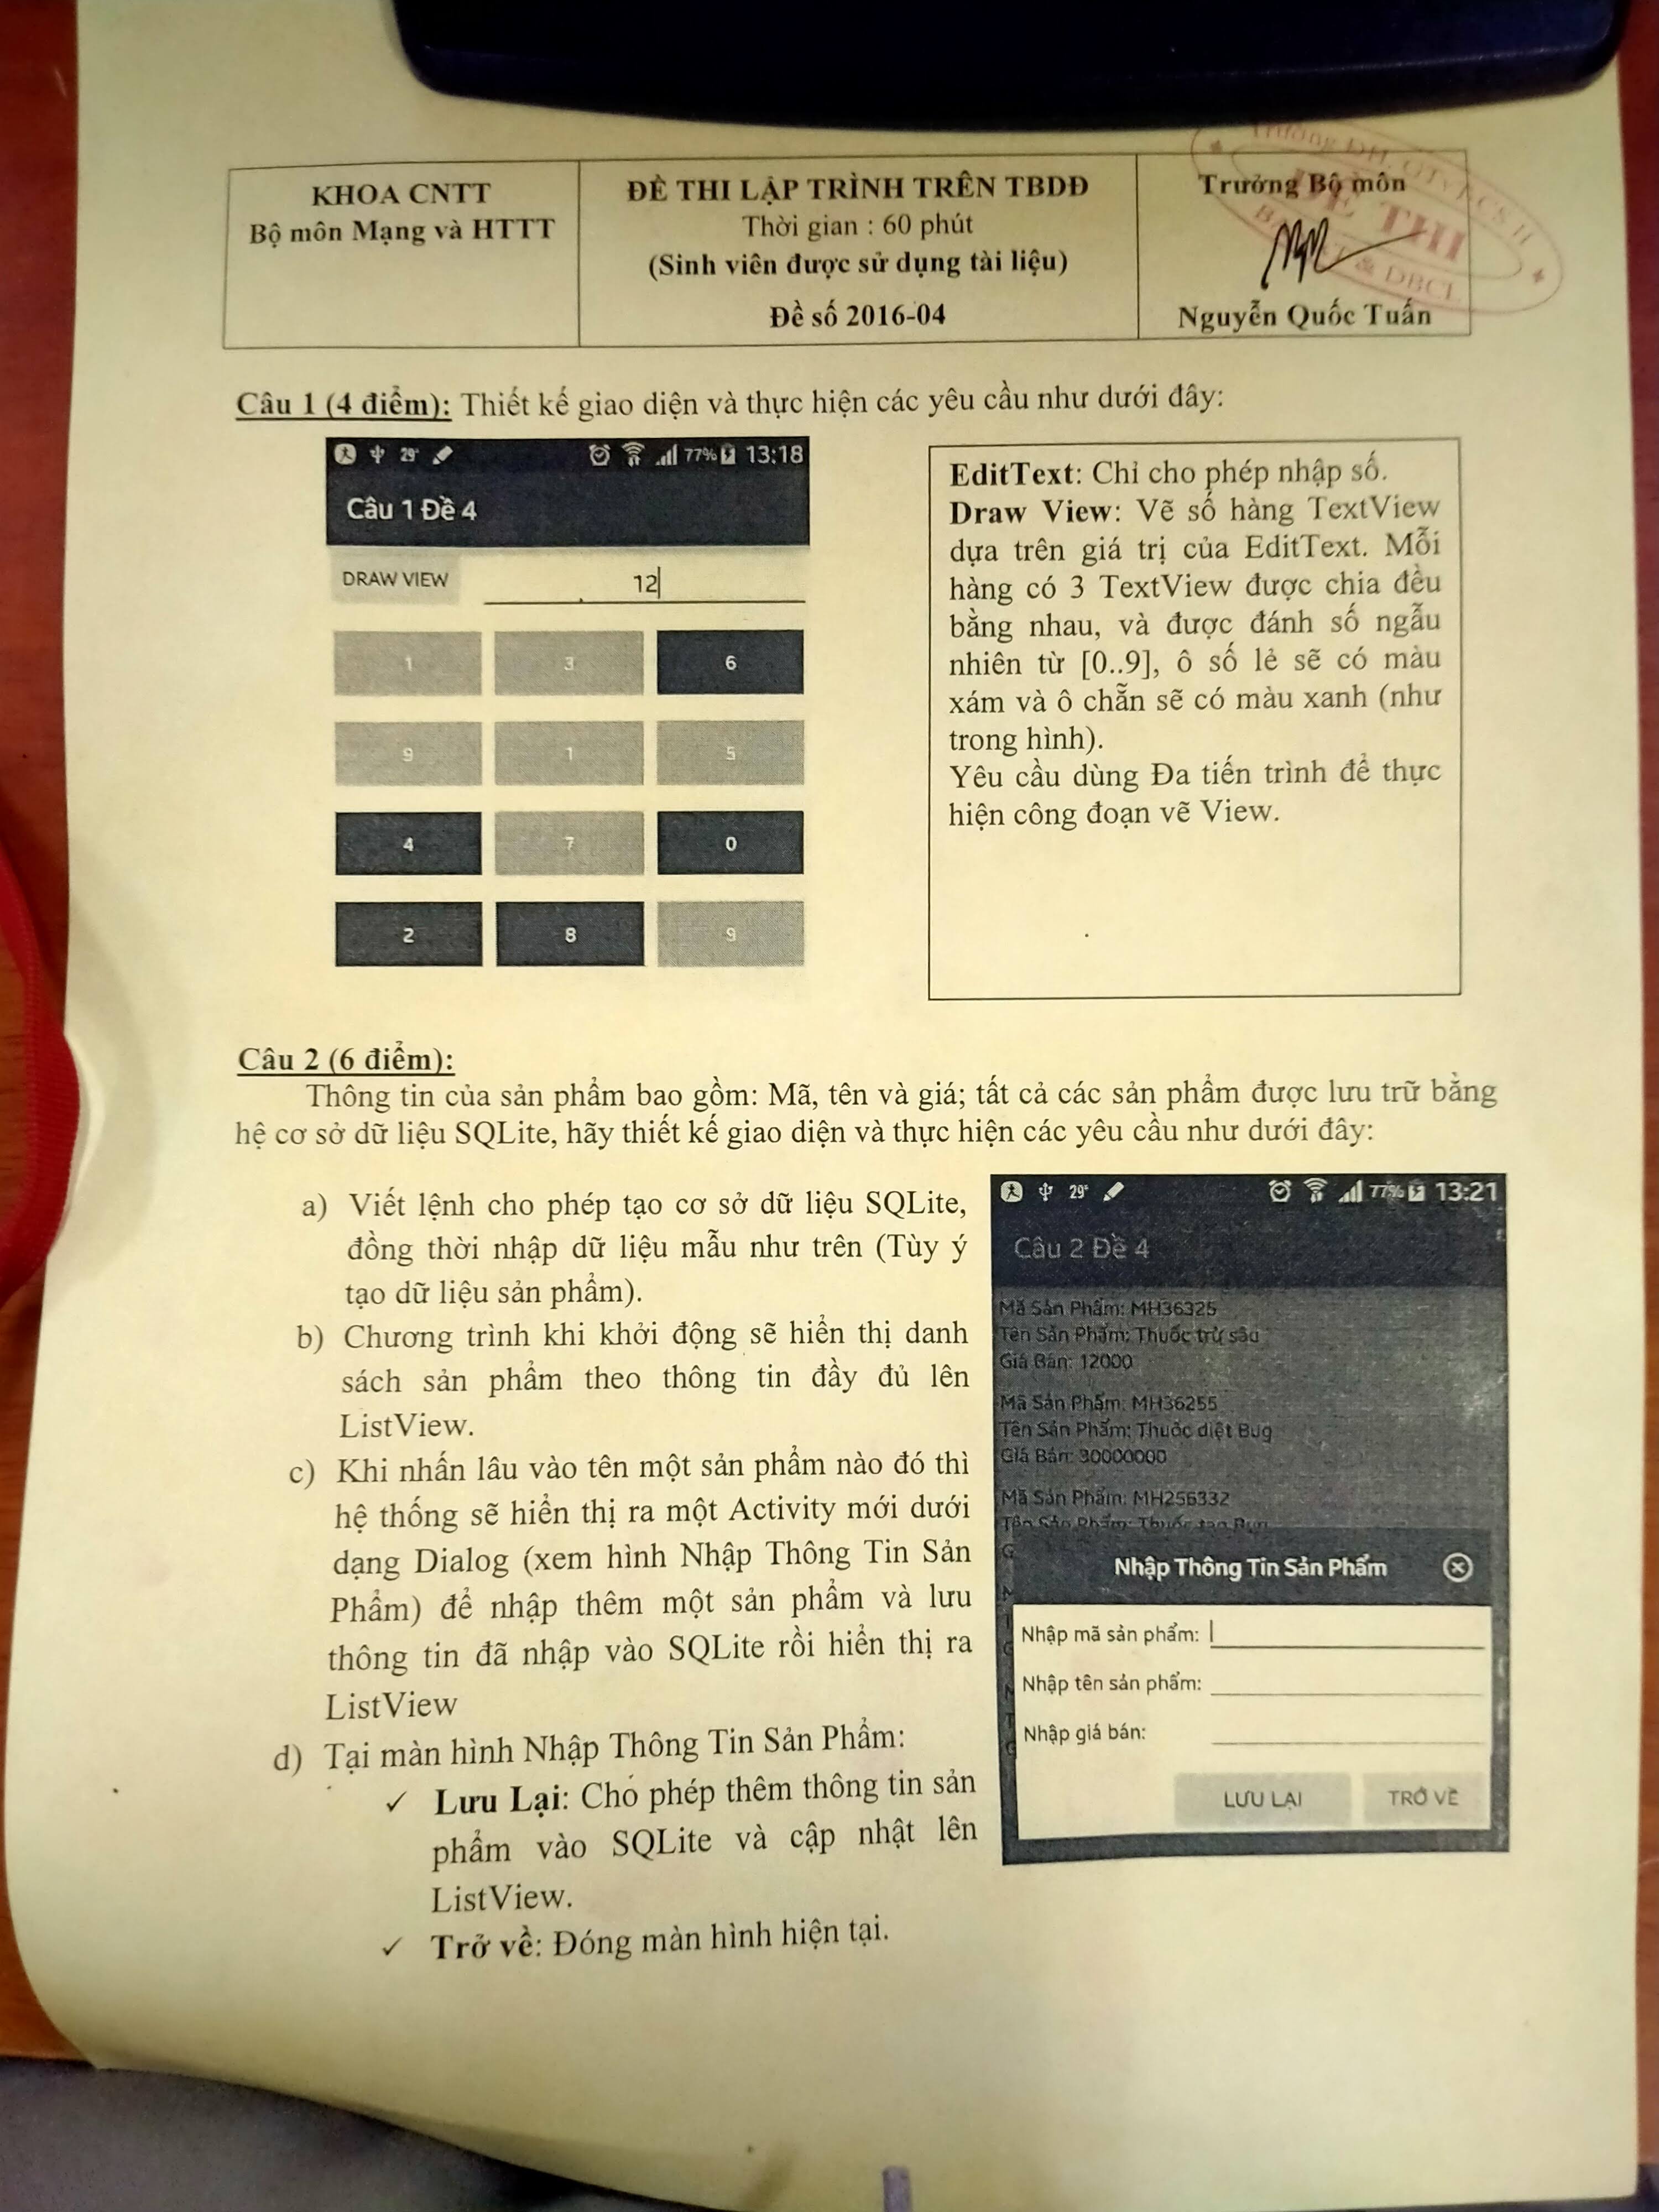 KHOA CNTT
Bộ môn Mạng và HTTT
ĐỀ THI LẬP TRÌNH TRÊN TBDĐ
Thời gian : 60 phút
(Sinh viên được sử dụng tài liệu)
Đề số 2016-04
Trưởng Bộ môn
ĐỀ THI
Nguyễn Quốc Tuấn
Câu 1 (4 điểm): Thiết kế giao diện và thực hiện các yêu cầu như dưới đây:
29° 77% 13:18
Câu 1 Đề 4
DRAW VIEW 12
1 3 6
9 1 5
4 7 0
2 8 9
EditText: Chỉ cho phép nhập số.
Draw View: Vẽ số hàng TextView
dựa trên giá trị của EditText. Mỗi
hàng có 3 TextView được chia đều
bằng nhau, và được đánh số ngẫu
nhiên từ [0..9], ô số lẻ sẽ có màu
xám và ô chẵn sẽ có màu xanh (như
trong hình).
Yêu cầu dùng Đa tiến trình để thực
hiện công đoạn vẽ View.
Câu 2 (6 điểm):
Thông tin của sản phẩm bao gồm: Mã, tên và giá; tất cả các sản phẩm được lưu trữ bằng
hệ cơ sở dữ liệu SQLite, hãy thiết kế giao diện và thực hiện các yêu cầu như dưới đây:
a) Viết lệnh cho phép tạo cơ sở dữ liệu SQLite,
đồng thời nhập dữ liệu mẫu như trên (Tùy ý
tạo dữ liệu sản phẩm).
b) Chương trình khi khởi động sẽ hiển thị danh
sách sản phẩm theo thông tin đầy đủ lên
ListView.
c) Khi nhấn lâu vào tên một sản phẩm nào đó thì
hệ thống sẽ hiển thị ra một Activity mới dưới
dạng Dialog (xem hình Nhập Thông Tin Sản
Phẩm) để nhập thêm một sản phẩm và lưu
thông tin đã nhập vào SQLite rồi hiển thị ra
ListView
d) Tại màn hình Nhập Thông Tin Sản Phẩm:
✓ Lưu Lại: Cho phép thêm thông tin sản
phẩm vào SQLite và cập nhật lên
ListView.
✓ Trở về: Đóng màn hình hiện tại.
29° 77% 13:21
Câu 2 Đề 4
Mã Sản Phẩm: MH36325
Tên Sản Phẩm: Thuốc trừ sâu
Giá Bán: 12000
Mã Sản Phẩm: MH36255
Tên Sản Phẩm: Thuốc diệt Bug
Giá Bán: 30000000
Mã Sản Phẩm: MH256332
Tên Sản Phẩm: Thuốc
Nhập Thông Tin Sản Phẩm
Nhập mã sản phẩm:
Nhập tên sản phẩm:
Nhập giá bán:
LƯU LẠI TRỞ VỀ